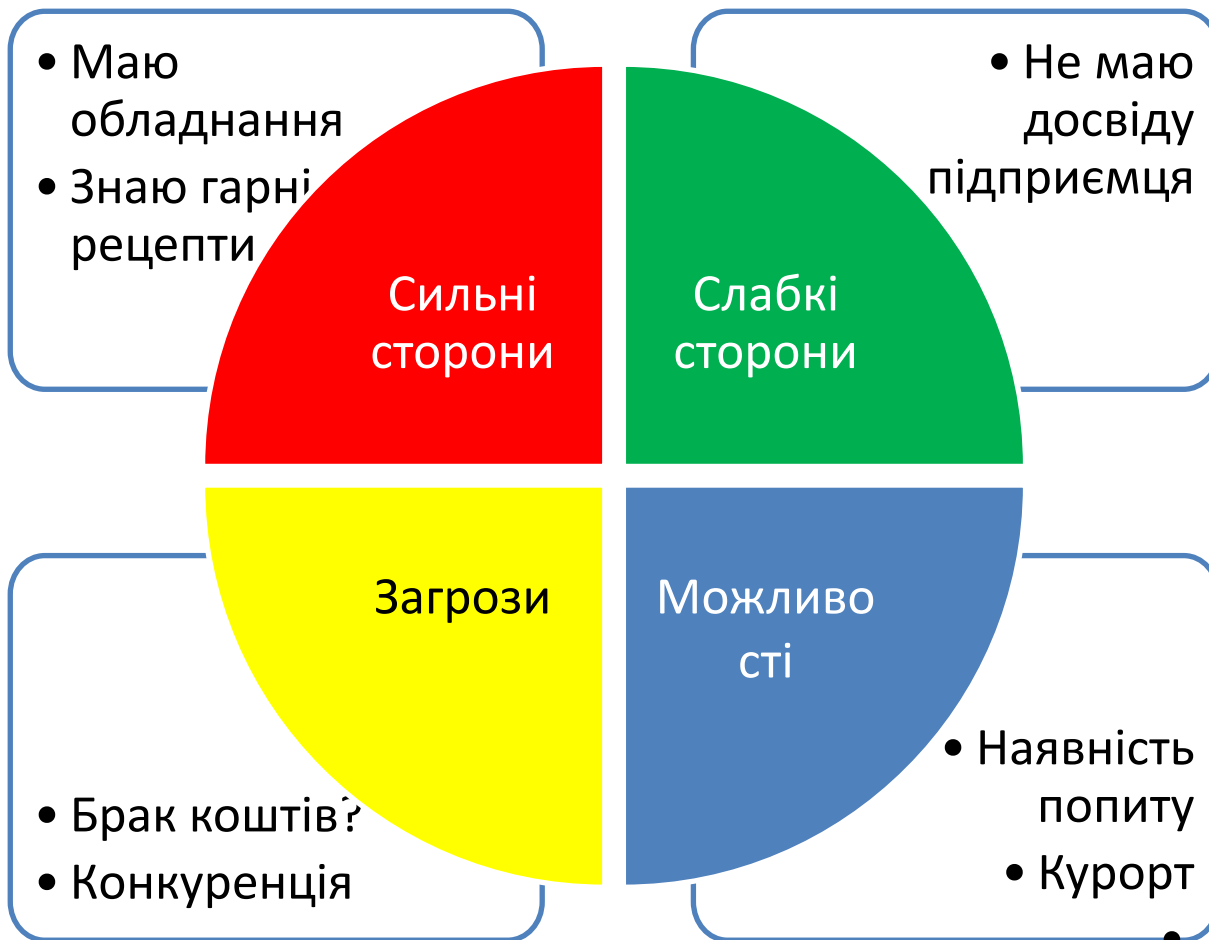 • Маю
обладнання
• Знаю гарні
рецепти
• Не маю
досвіду
підприємця
Сильні
сторони
Слабкі
сторони
Загрози
Можливо
сті
• Брак коштів?
• Конкуренція
• Наявність
попиту
• Курорт
•